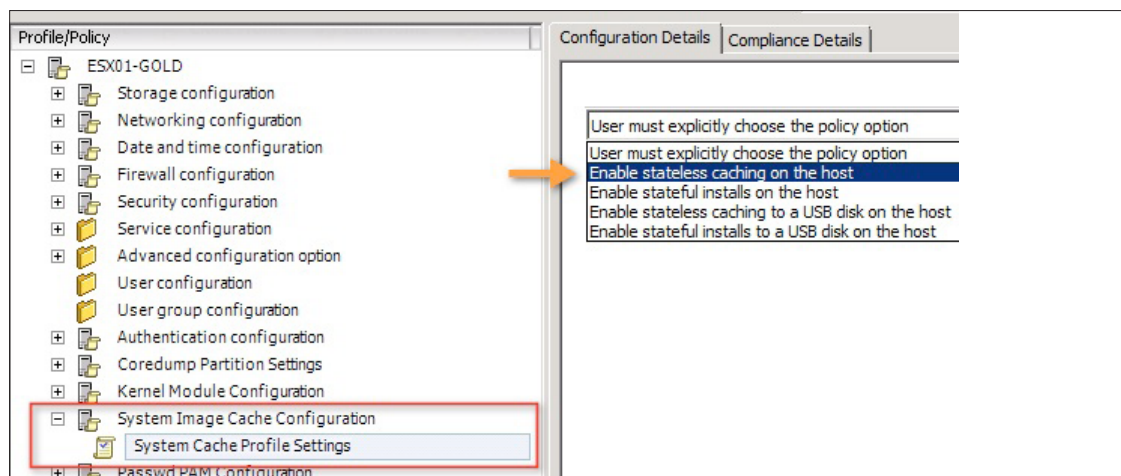 Profile/Policy
ESX01-GOLD
Storage configuration
Networking configuration
Date and time configuration
Firewall configuration
Security configuration
Service configuration
Advanced configuration option
User configuration
User group configuration
Authentication configuration
Coredump Partition Settings
Kernel Module Configuration
System Image Cache Configuration
System Cache Profile Settings
Passwd PAM Configuration
Configuration Details
Compliance Details
User must explicitly choose the policy option
User must explicitly choose the policy option
Enable stateless caching on the host
Enable stateful installs on the host
Enable stateless caching to a USB disk on the host
Enable stateful installs to a USB disk on the host